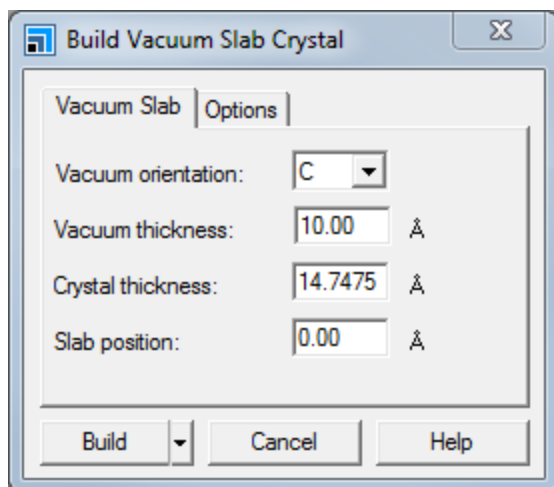 Build Vacuum Slab Crystal
Vacuum Slab Options
Vacuum orientation: C
Vacuum thickness: 10.00 Å
Crystal thickness: 14.7475 Å
Slab position: 0.00 Å
Build Cancel Help